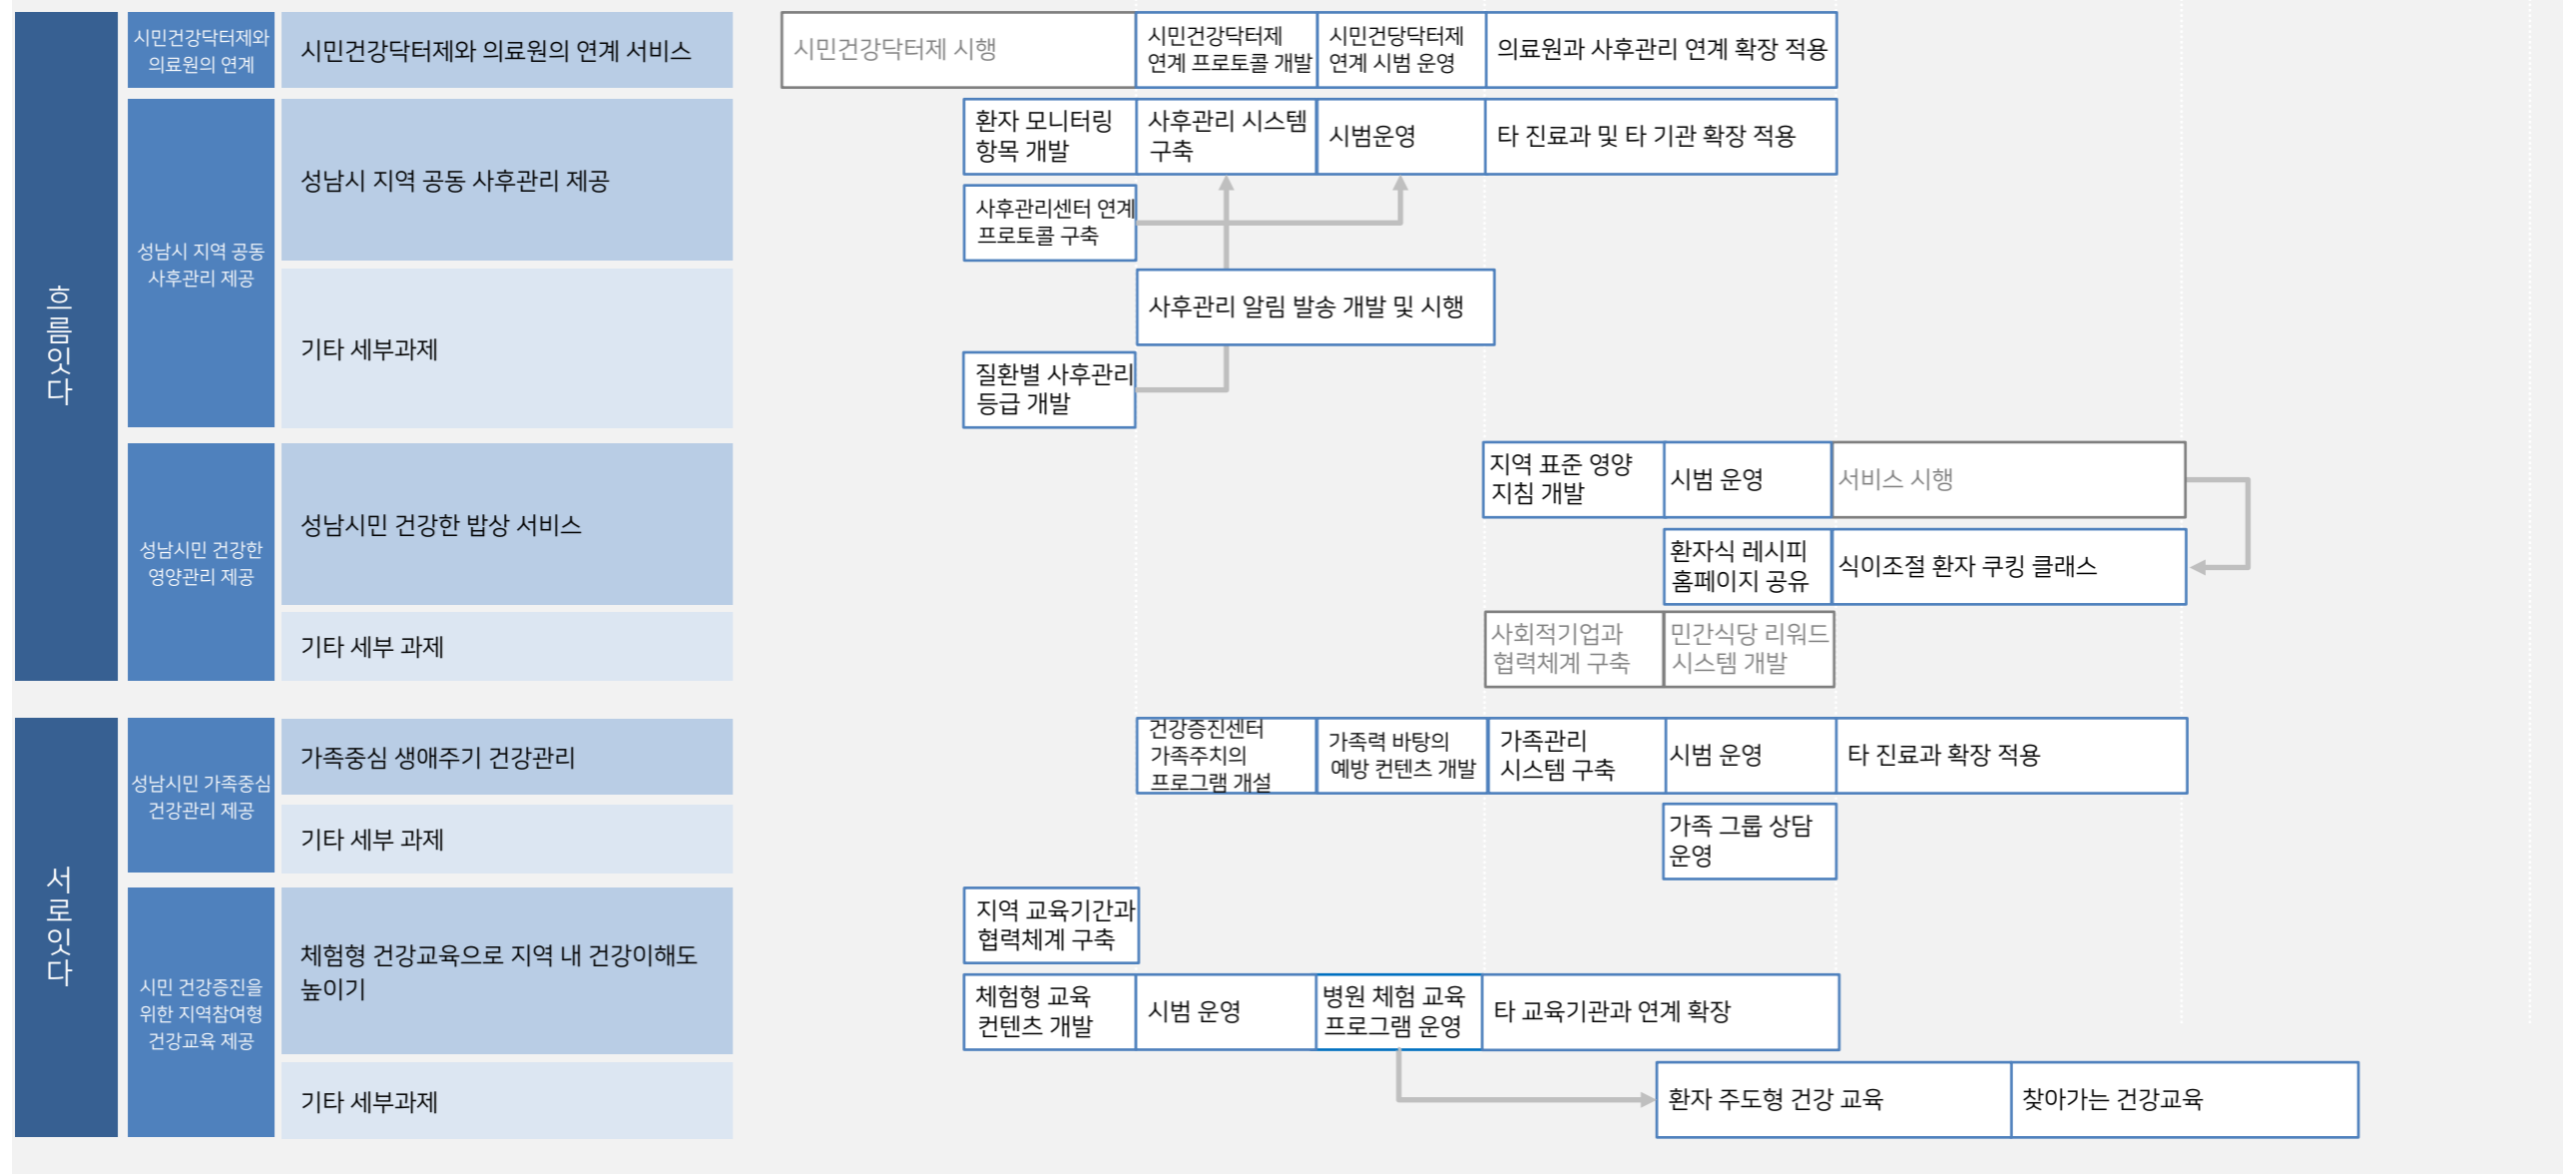 흐름잇다
시민건강닥터제와
의료원의 연계
시민건강닥터제와 의료원의 연계 서비스
시민건강닥터제 시행
시민건강닥터제
연계 프로토콜 개발
시민건당닥터제
연계 시범 운영
의료원과 사후관리 연계 확장 적용
성남시 지역 공동
사후관리 제공
성남시 지역 공동 사후관리 제공
환자 모니터링
항목 개발
사후관리 시스템
구축
시범운영
타 진료과 및 타 기관 확장 적용
사후관리센터 연계
프로토콜 구축
기타 세부과제
사후관리 알림 발송 개발 및 시행
질환별 사후관리
등급 개발
성남시민 건강한
영양관리 제공
성남시민 건강한 밥상 서비스
지역 표준 영양
지침 개발
시범 운영
서비스 시행
환자식 레시피
홈페이지 공유
식이조절 환자 쿠킹 클래스
기타 세부 과제
사회적기업과
협력체계 구축
민간식당 리워드
시스템 개발
서로잇다
성남시민 가족중심
건강관리 제공
가족중심 생애주기 건강관리
건강증진센터
가족주치의
프로그램 개설
가족력 바탕의
예방 컨텐츠 개발
가족관리
시스템 구축
시범 운영
타 진료과 확장 적용
기타 세부 과제
가족 그룹 상담
운영
시민 건강증진을
위한 지역참여형
건강교육 제공
체험형 건강교육으로 지역 내 건강이해도
높이기
지역 교육기간과
협력체계 구축
체험형 교육
컨텐츠 개발
시범 운영
병원 체험 교육
프로그램 운영
타 교육기관과 연계 확장
기타 세부과제
환자 주도형 건강 교육
찾아가는 건강교육